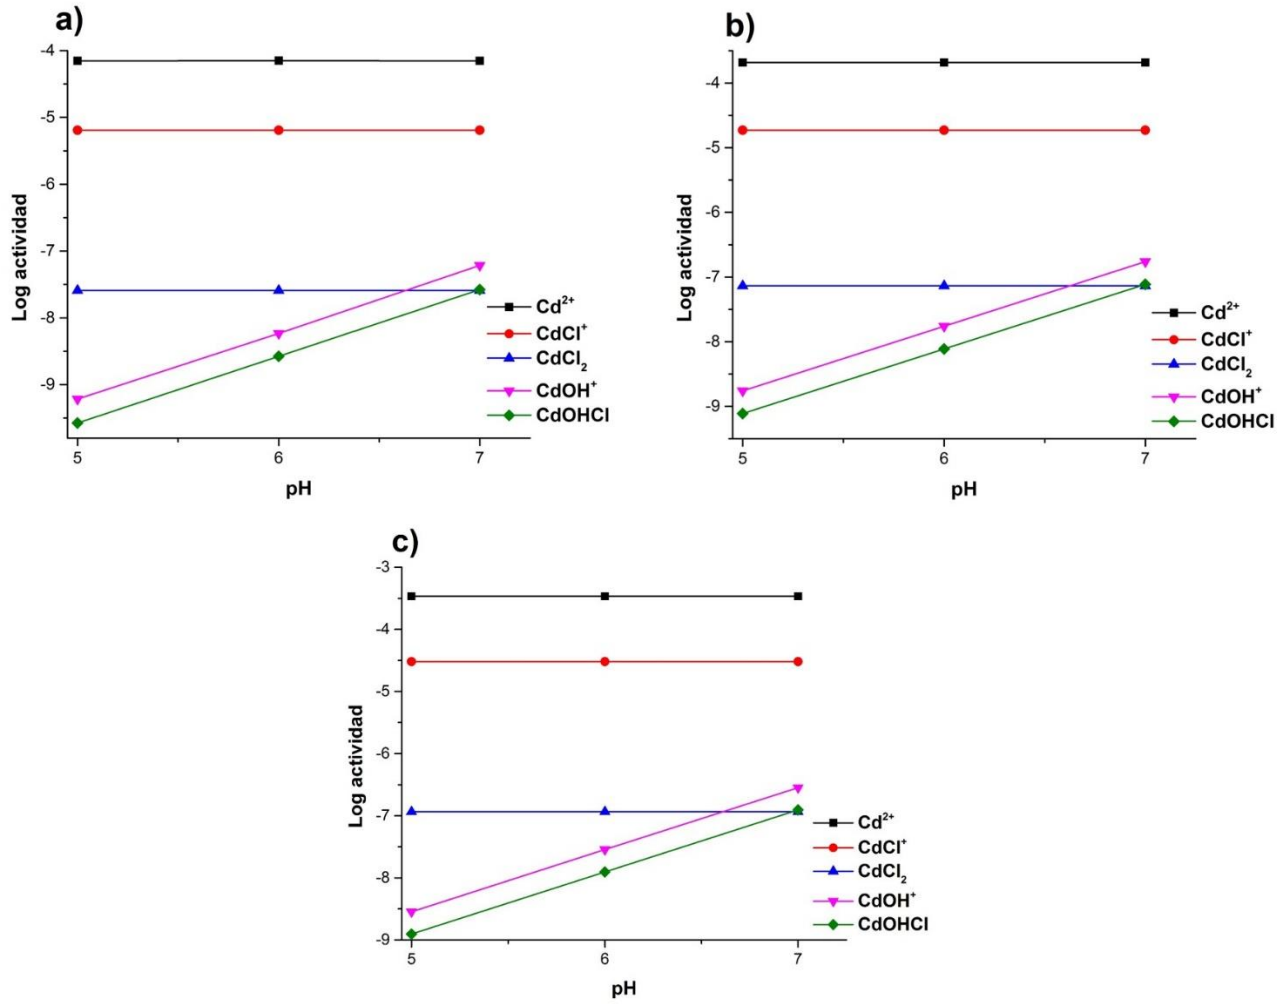 a)
Log actividad
-4
-5
-6
-7
-8
-9
5 6 7
pH
Cd²⁺
CdCl⁺
CdCl₂
CdOH⁺
CdOHCl
b)
Log actividad
-4
-5
-6
-7
-8
-9
5 6 7
pH
Cd²⁺
CdCl⁺
CdCl₂
CdOH⁺
CdOHCl
c)
Log actividad
-3
-4
-5
-6
-7
-8
-9
5 6 7
pH
Cd²⁺
CdCl⁺
CdCl₂
CdOH⁺
CdOHCl